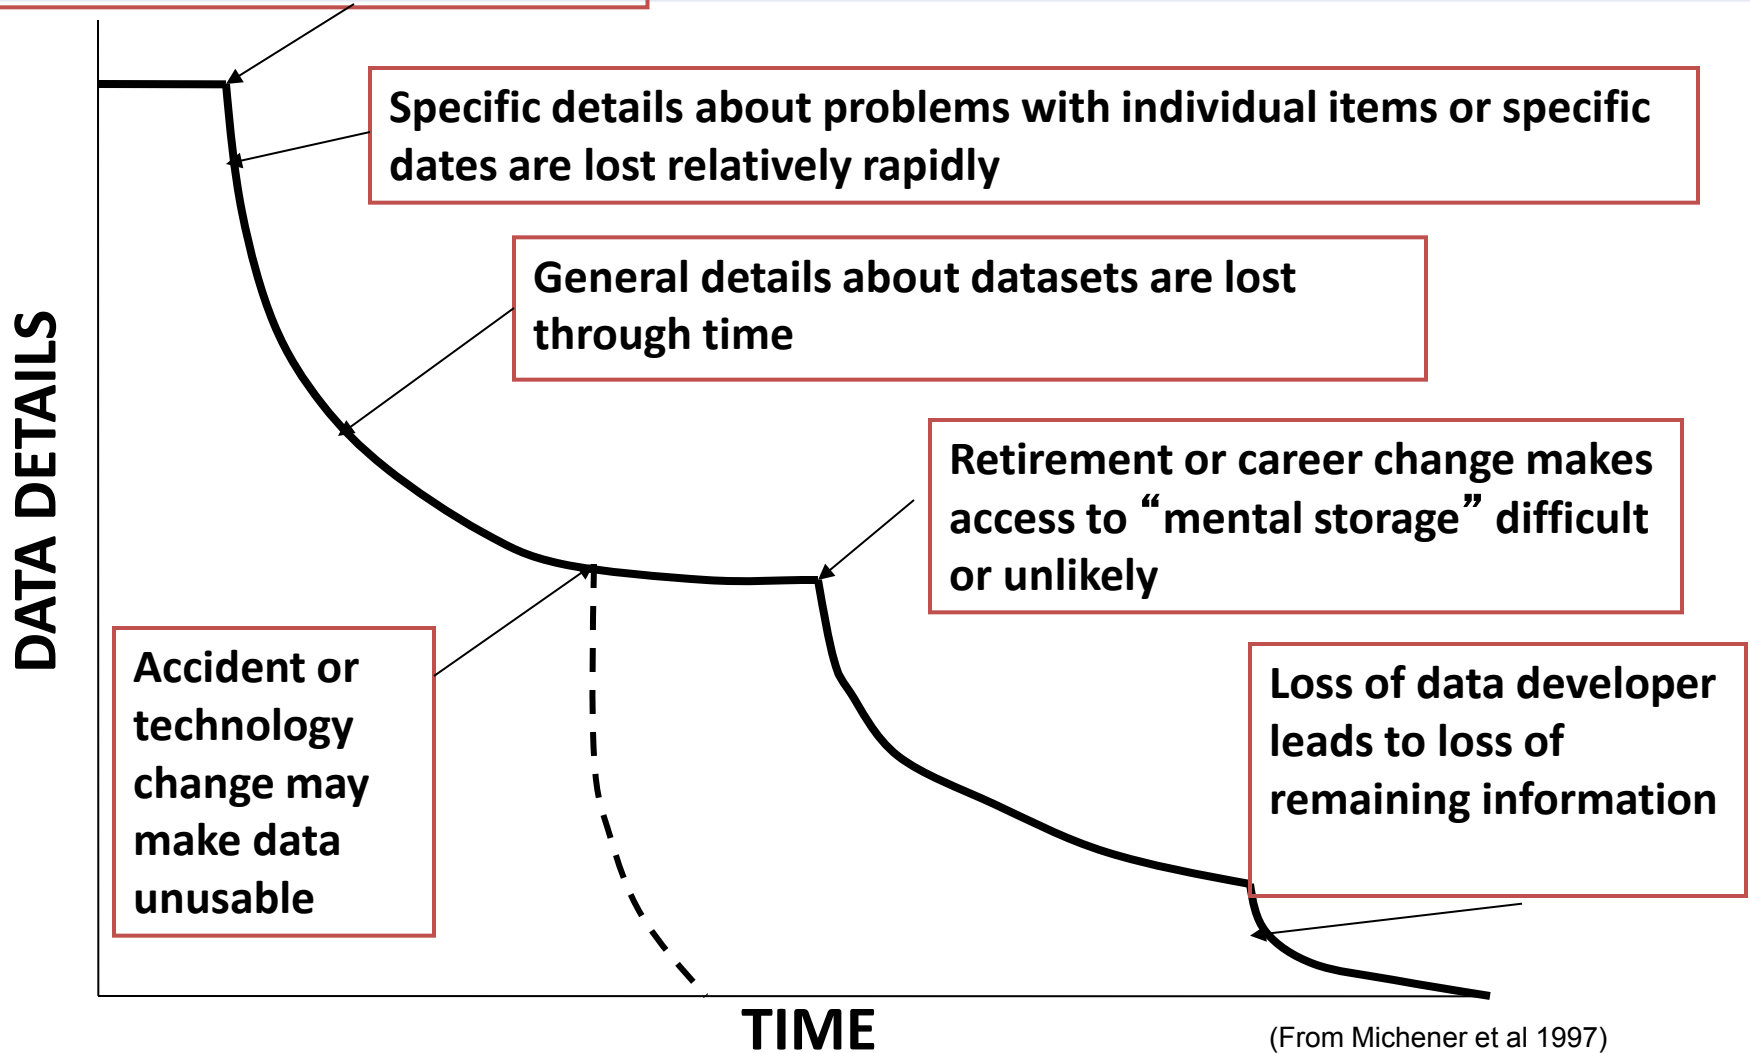 Specific details about problems with individual items or specific
dates are lost relatively rapidly
General details about datasets are lost
through time
DATA DETAILS
Retirement or career change makes
access to “mental storage” difficult
or unlikely
Accident or
technology
change may
make data
unusable
Loss of data developer
leads to loss of
remaining information
TIME
(From Michener et al 1997)